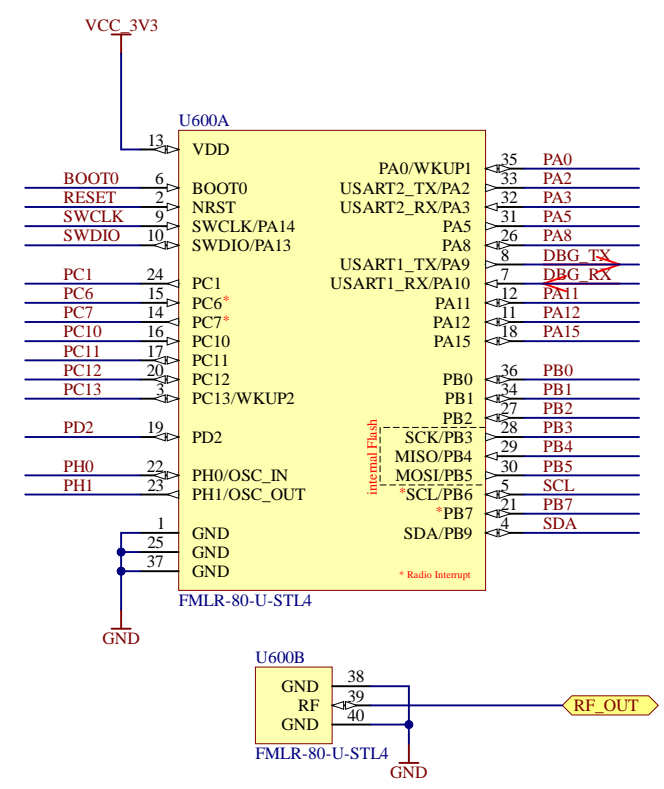 VCC_3V3
U600A
13 VDD
35 PA0
PA0/WKUP1
BOOT0 6 BOOT0
USART2_TX/PA2 33 PA2
RESET 2 NRST
USART2_RX/PA3 32 PA3
SWCLK 9 SWCLK/PA14
PA5 31 PA5
SWDIO 10 SWDIO/PA13
PA8 26 PA8
USART1_TX/PA9 8 DBG_TX
PC1 24 PC1
USART1_RX/PA10 7 DBG_RX
PC6 15 PC6*
PA11 12 PA11
PC7 14 PC7*
PA12 11 PA12
PC10 16 PC10
PA15 18 PA15
PC11 17 PC11
PC12 20 PC12
PB0 36 PB0
PC13 3 PC13/WKUP2
PB1 34 PB1
PB2 27 PB2
PD2 19 PD2
internal Flash
SCK/PB3 28 PB3
MISO/PB4 29 PB4
PH0 22 PH0/OSC_IN
MOSI/PB5 30 PB5
PH1 23 PH1/OSC_OUT
*SCL/PB6 5 SCL
*PB7 21 PB7
1 GND
SDA/PB9 4 SDA
25 GND
37 GND
* Radio Interrupt
FMLR-80-U-STL4
GND
U600B
GND 38
RF 39 RF_OUT
GND 40
FMLR-80-U-STL4
GND